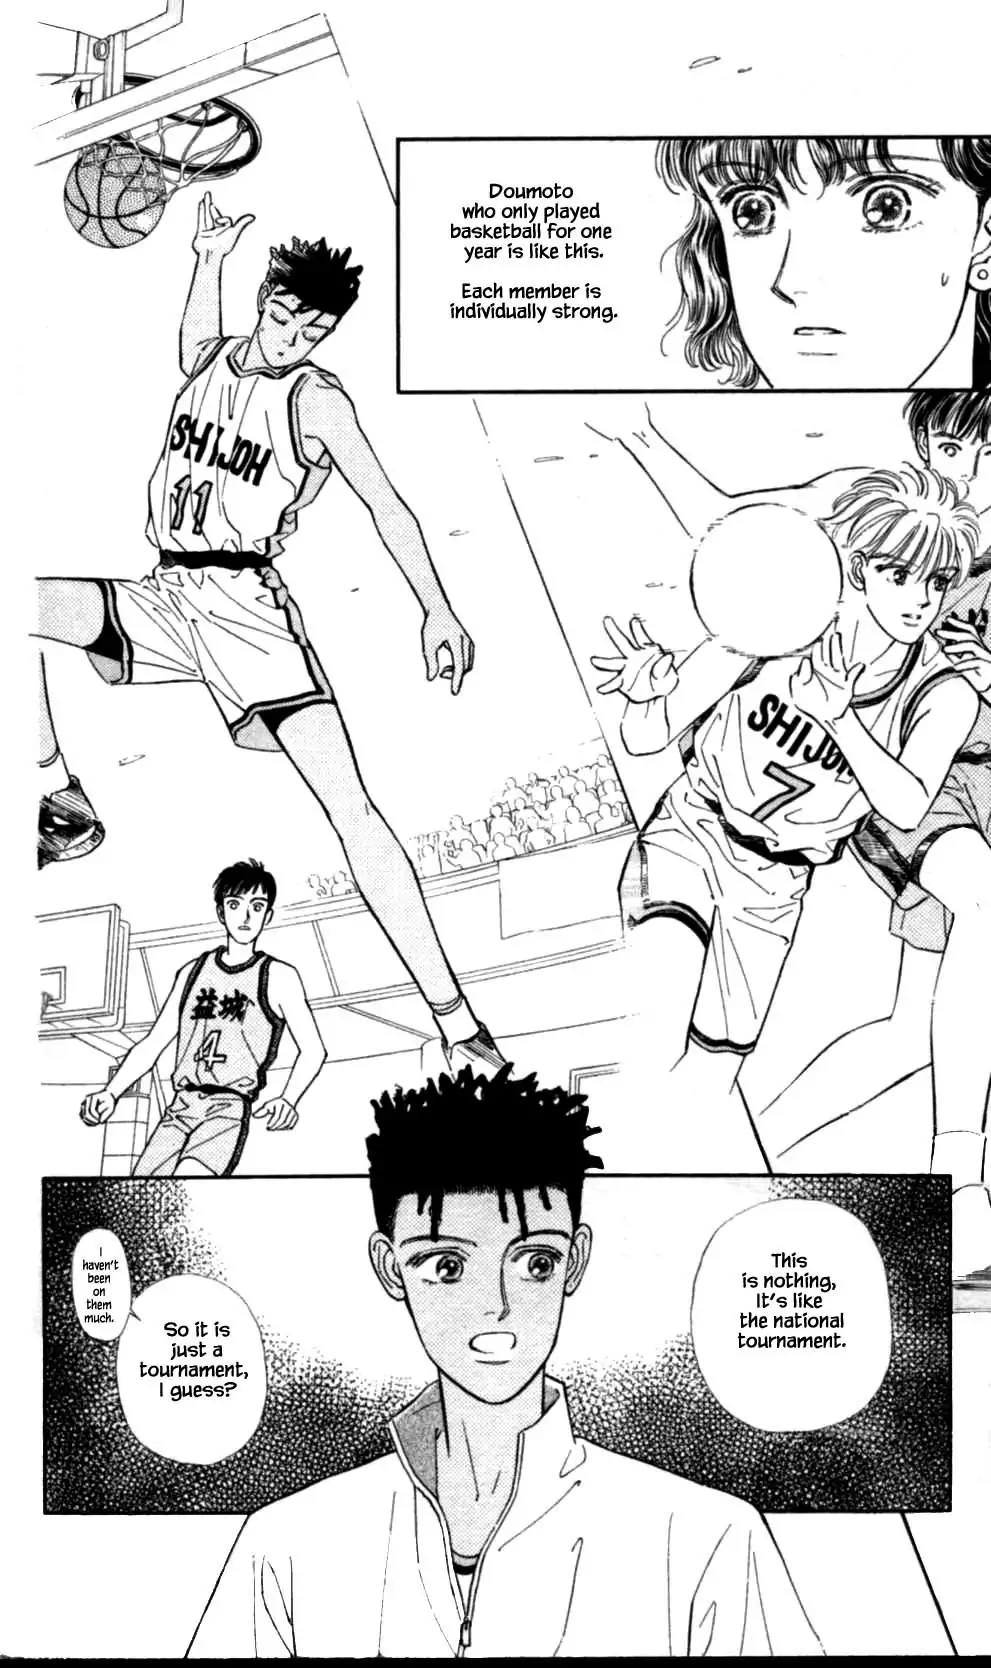 Doumoto
who only played
basketball for one
year is like this.
Each member is
individually strong.
SHIJOH
11
SHIJOH
7
益城
4
This
is nothing,
It's like
the national
tournament.
So it is
just a
tournament,
I guess?
I
haven't
been
on
them
much.